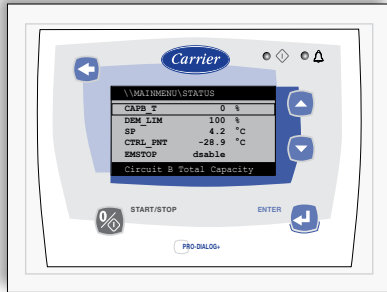 Carrier
\\MAINMENU\STATUS
CAPB_T 0 %
DEM_LIM 100 %
SP 4.2 °C
CTRL_PNT -28.9 °C
EMSTOP dsable
Circuit B Total Capacity
START/STOP
ENTER
PRO-DIALOG+